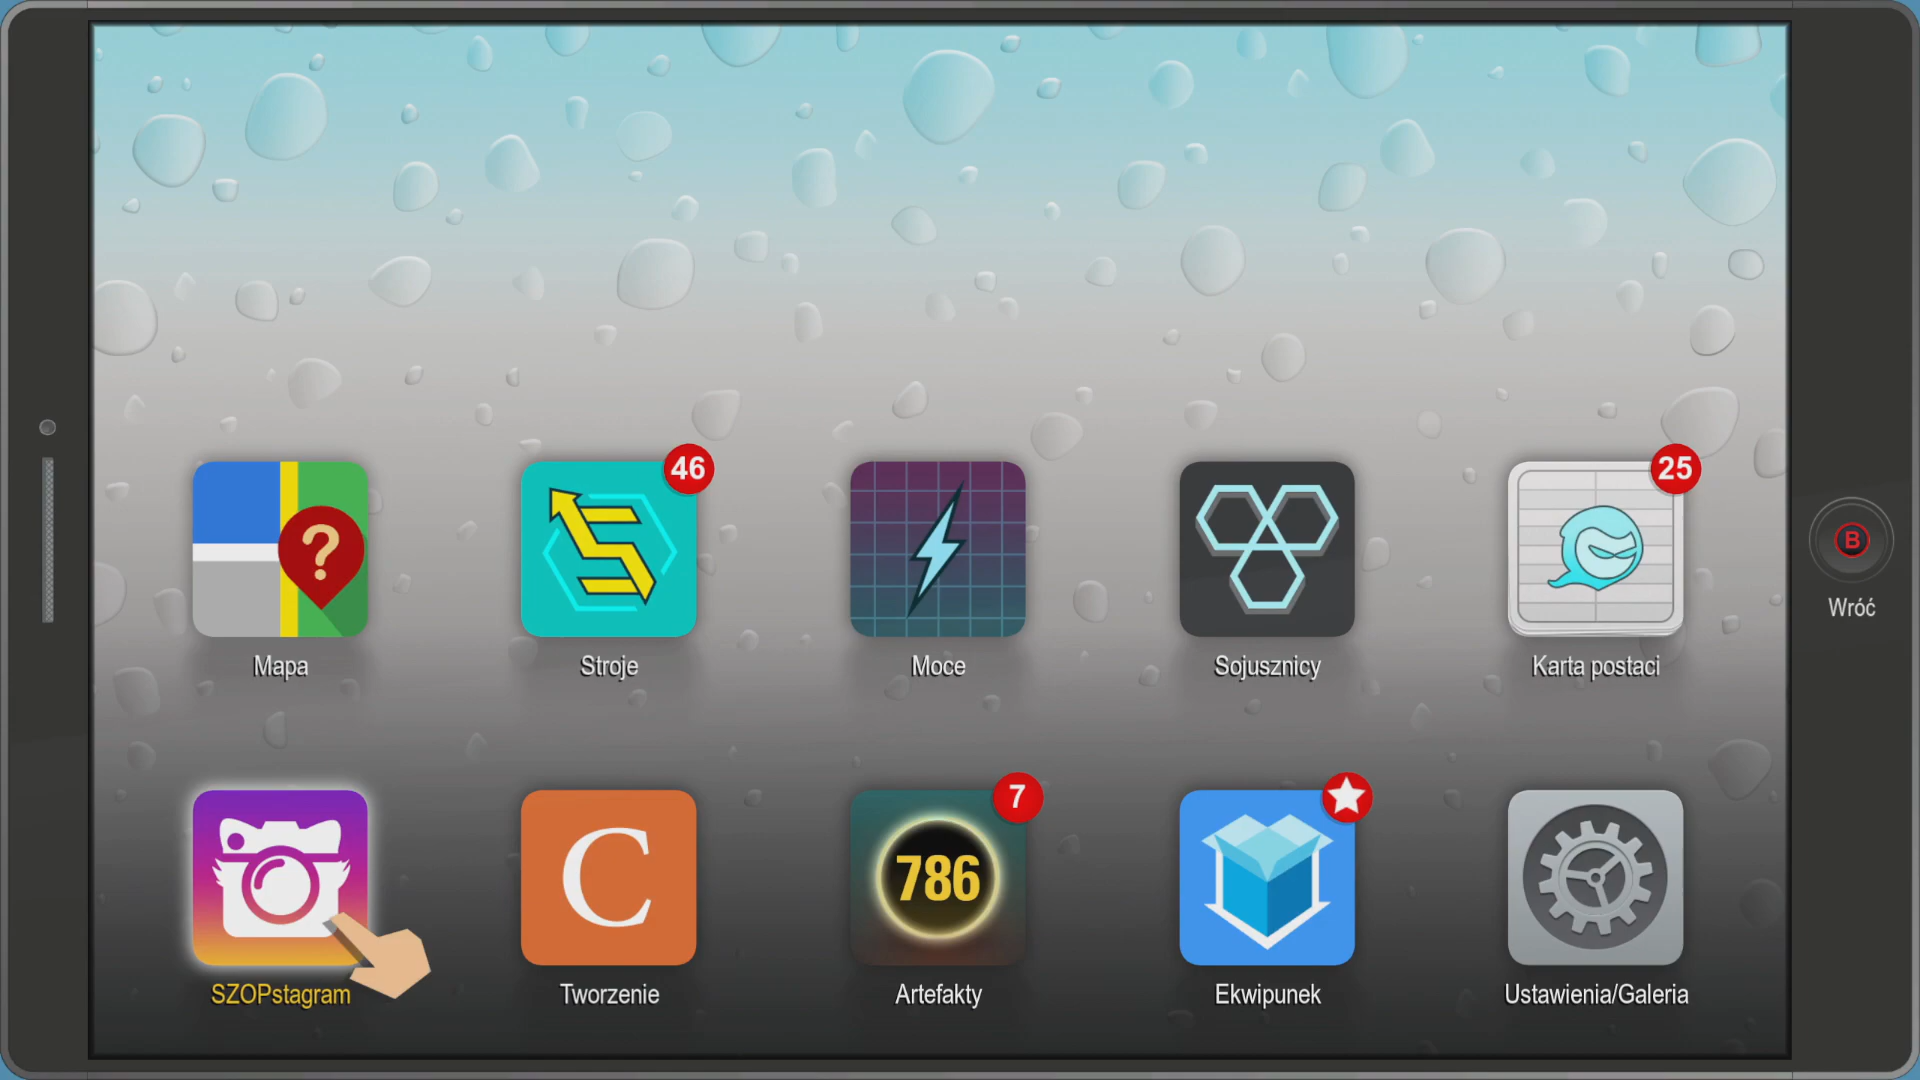 46
25
?
B
Wróć
Mapa
Stroje
Moce
Sojusznicy
Karta postaci
7
C
786
SZOPstagram
Tworzenie
Artefakty
Ekwipunek
Ustawienia/Galeria